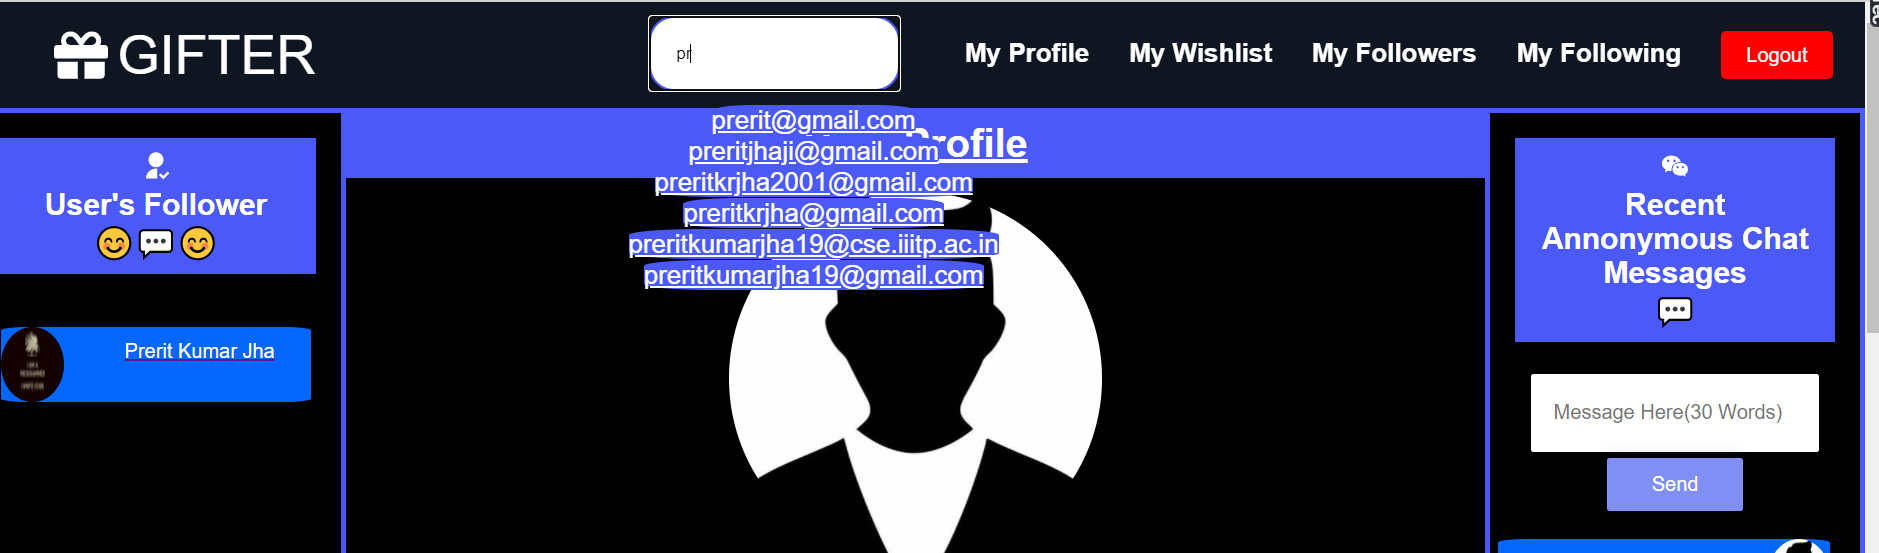 GIFTER
pr
My Profile
My Wishlist
My Followers
My Following
Logout
prerit@gmail.com
preritjhaji@gmail.com
preritkrjha2001@gmail.com
preritkrjha@gmail.com
preritkumarjha19@cse.iiitp.ac.in
preritkumarjha19@gmail.com
Profile
User's Follower
Prerit Kumar Jha
Recent
Annonymous Chat
Messages
Message Here(30 Words)
Send